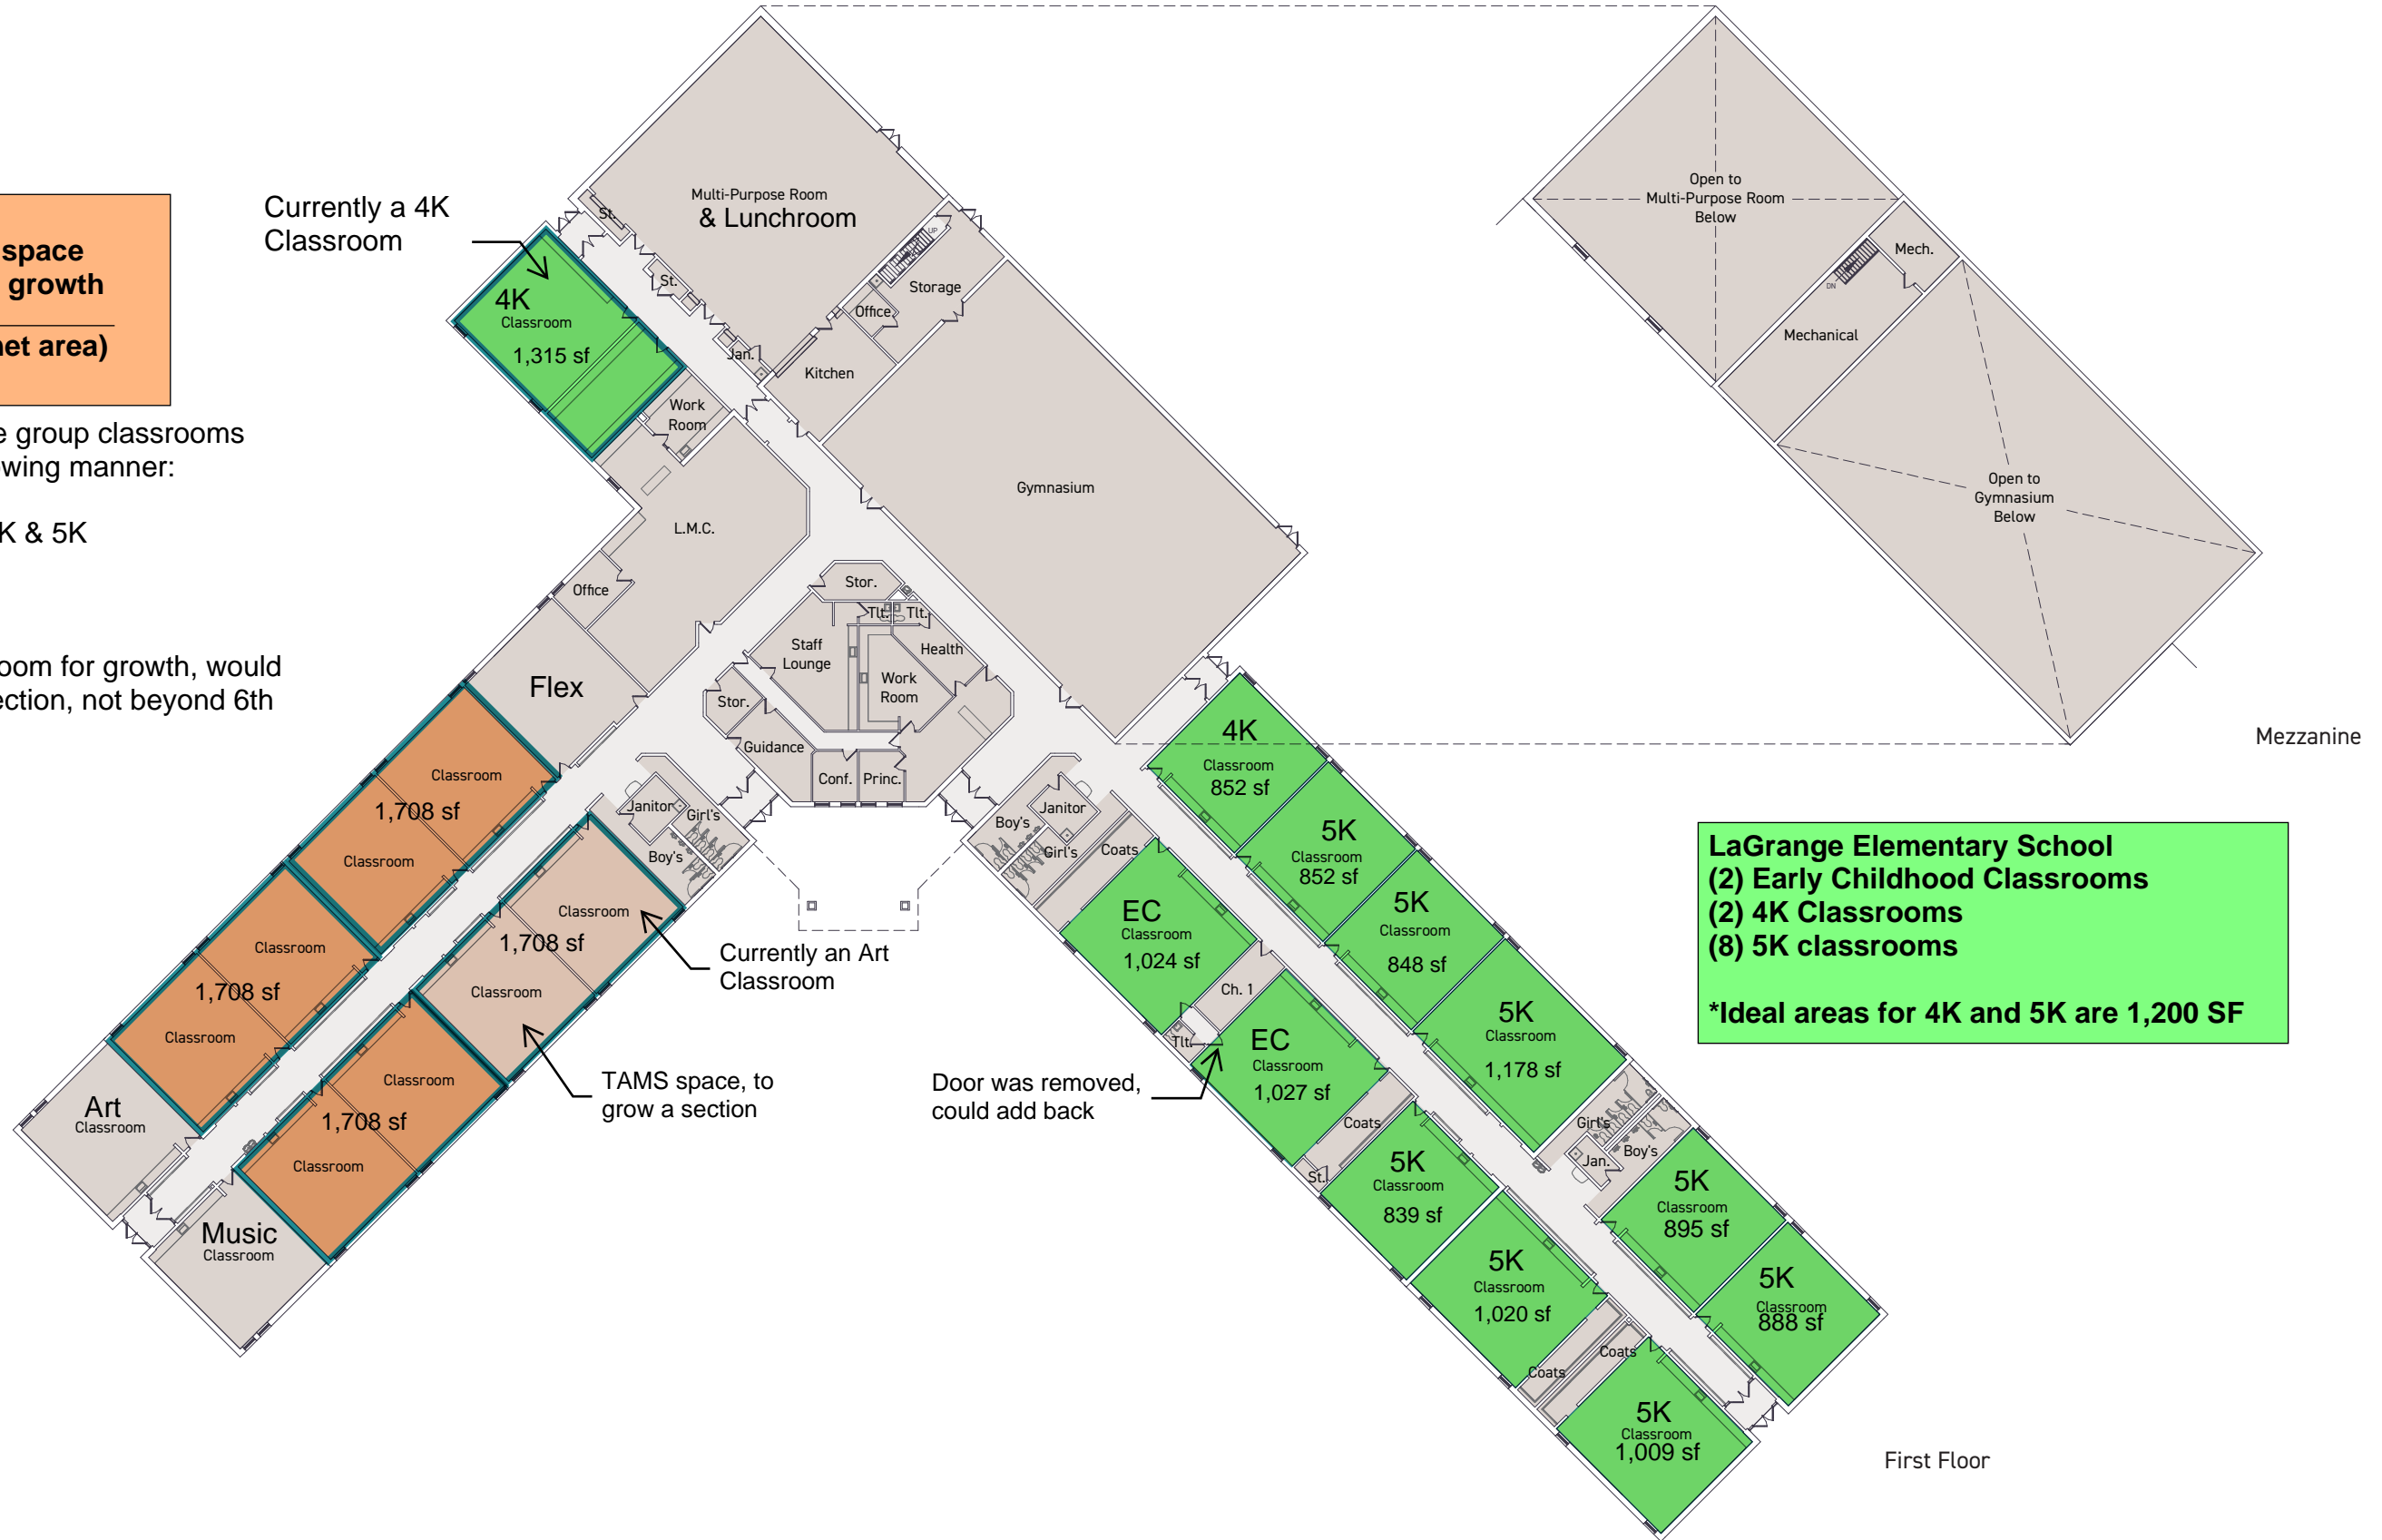 space
growth
net area)
e group classrooms
owing manner:
K & 5K
oom for growth, would
ection, not beyond 6th
Currently a 4K
Classroom
4K
Classroom
1,315 sf
St.
St.
Jan.
Multi-Purpose Room
& Lunchroom
UP
Storage
Office
Kitchen
Work
Room
L.M.C.
Office
Flex
Gymnasium
Stor.
Tlt.
Tlt.
Staff
Lounge
Health
Work
Room
Stor.
Guidance
Conf.
Princ.
Open to
Multi-Purpose Room
Below
Mech.
DN
Mechanical
Open to
Gymnasium
Below
Mezzanine
Classroom
1,708 sf
Classroom
Classroom
1,708 sf
Classroom
Art
Classroom
Janitor
Girl's
Boy's
Classroom
1,708 sf
Classroom
Currently an Art
Classroom
TAMS space, to
grow a section
Classroom
1,708 sf
Classroom
Music
Classroom
Boy's
Janitor
Girl's
Coats
4K
Classroom
852 sf
5K
Classroom
852 sf
5K
Classroom
848 sf
5K
Classroom
1,178 sf
EC
Classroom
1,024 sf
Ch. 1
Tlt.
EC
Classroom
1,027 sf
Door was removed,
could add back
Coats
St.
5K
Classroom
839 sf
5K
Classroom
1,020 sf
Coats
Coats
5K
Classroom
1,009 sf
Girl's
Jan.
Boy's
5K
Classroom
895 sf
5K
Classroom
888 sf
LaGrange Elementary School
(2) Early Childhood Classrooms
(2) 4K Classrooms
(8) 5K classrooms
*Ideal areas for 4K and 5K are 1,200 SF
First Floor